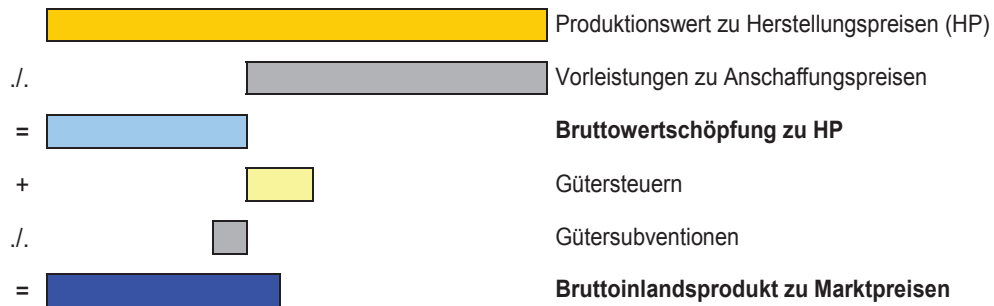 Produktionswert zu Herstellungspreisen (HP)
./. Vorleistungen zu Anschaffungspreisen
= Bruttowertschöpfung zu HP
+ Gütersteuern
./. Gütersubventionen
= Bruttoinlandsprodukt zu Marktpreisen